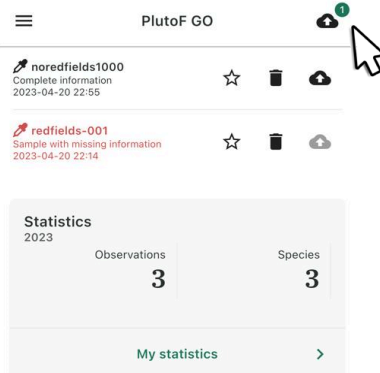 PlutoF GO
1
noredfields1000
Complete information
2023-04-20 22:55
redfields-001
Sample with missing information
2023-04-20 22:14
Statistics
2023
Observations
3
Species
3
My statistics